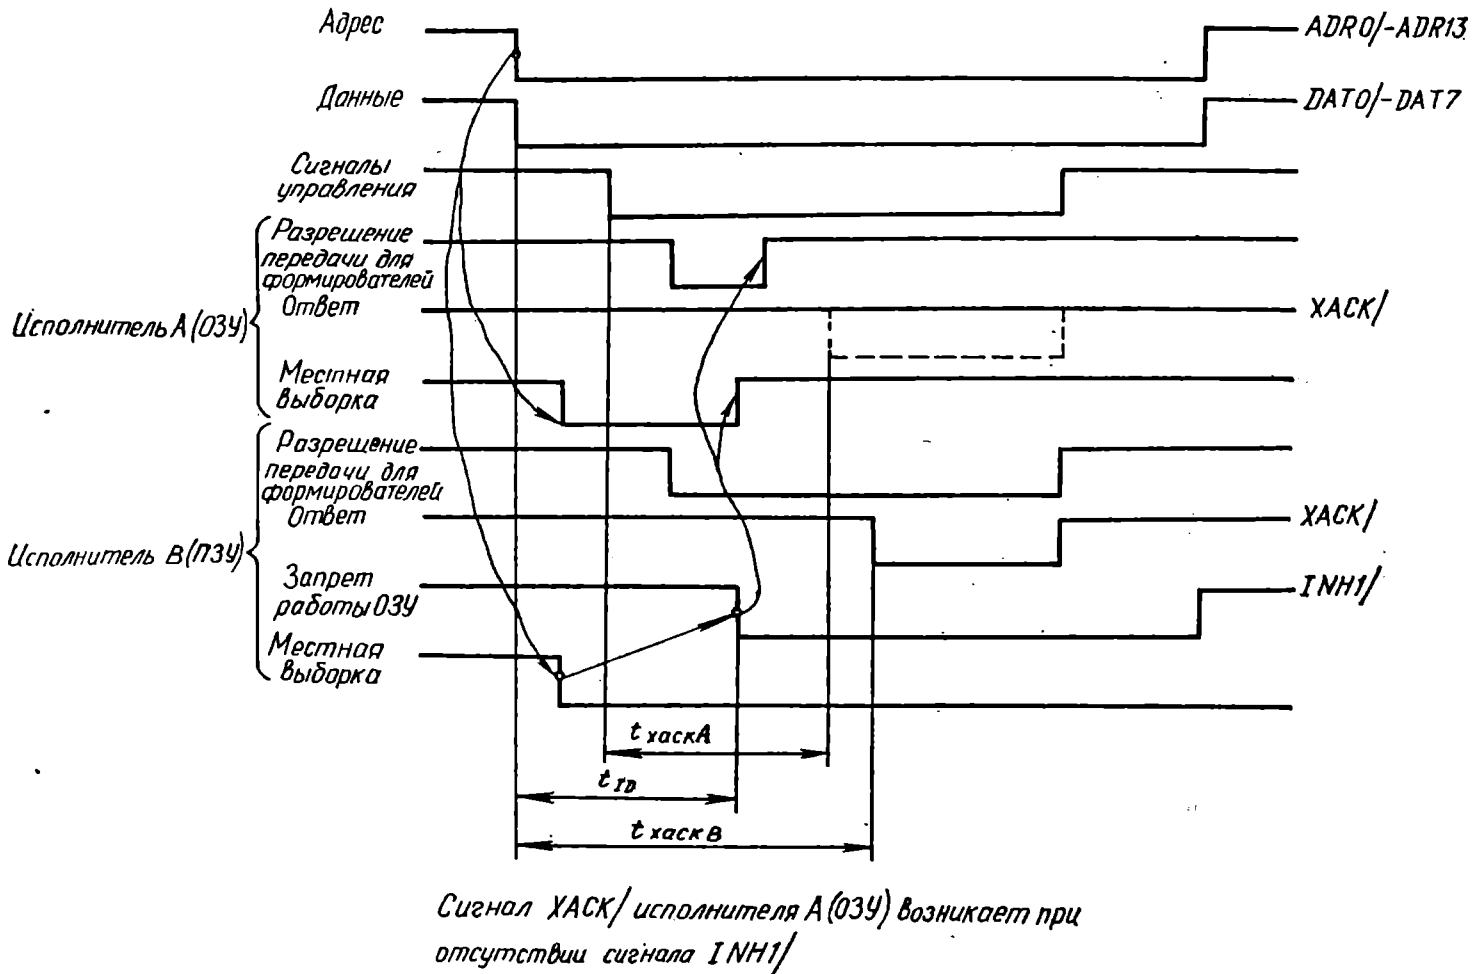 Адрес
ADR0/-ADR13
Данные
DAT0/-DAT7
Сигналы
управления
Разрешение
передачи для
формирователей
Ответ
XACK/
Исполнитель А(ОЗУ)
Местная
выборка
Разрешение
передачи для
формирователей
Ответ
XACK/
Исполнитель В(ПЗУ)
Запрет
работы ОЗУ
INH1/
Местная
выборка
t хаскА
t ID
t хаск В
Сигнал XACK/ исполнителя А(ОЗУ) возникает при
отсутствии сигнала INH1/